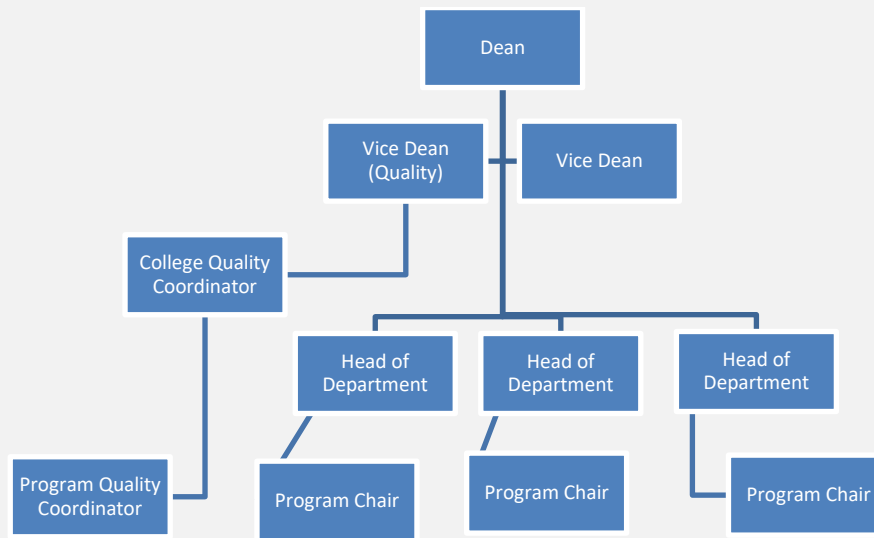 Dean
Vice Dean
(Quality)
Vice Dean
College Quality
Coordinator
Head of
Department
Head of
Department
Head of
Department
Program Quality
Coordinator
Program Chair
Program Chair
Program Chair